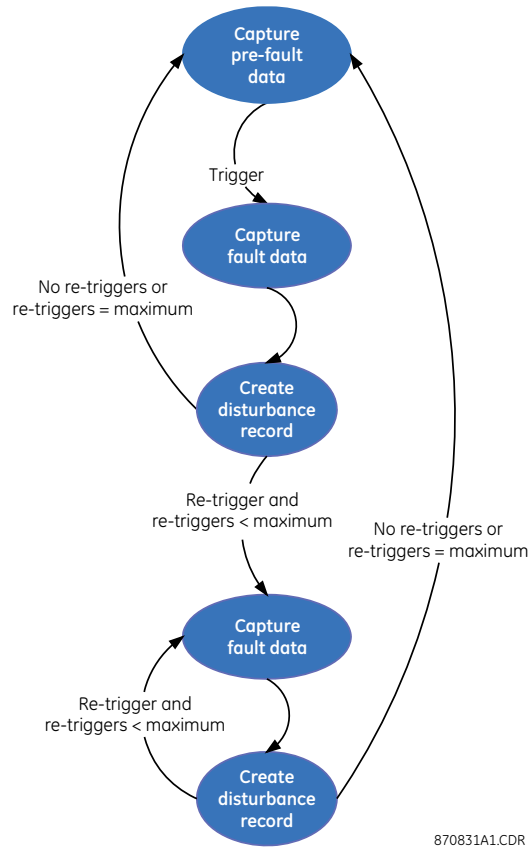 Capture
pre-fault
data
Trigger
Capture
fault data
No re-triggers or
re-triggers = maximum
Create
disturbance
record
Re-trigger and
re-triggers < maximum
No re-triggers or
re-triggers = maximum
Capture
fault data
Re-trigger and
re-triggers < maximum
Create
disturbance
record
870831A1.CDR